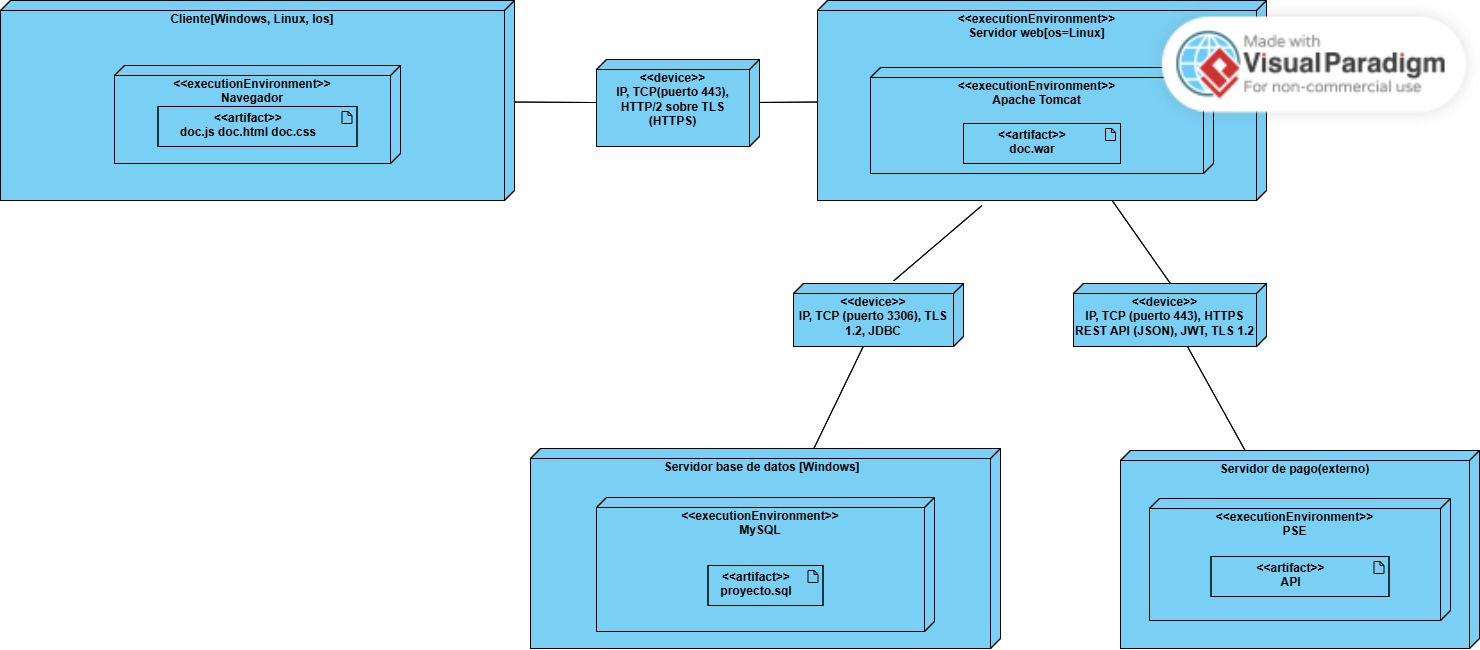 Cliente[Windows, Linux, Ios]
<<executionEnvironment>>
Navegador
<<artifact>>
doc.js doc.html doc.css
<<device>>
IP, TCP(puerto 443),
HTTP/2 sobre TLS
(HTTPS)
<<executionEnvironment>>
Servidor web[os=Linux]
<<executionEnvironment>>
Apache Tomcat
<<artifact>>
doc.war
Made with
Visual Paradigm
For non-commercial use
<<device>>
IP, TCP (puerto 3306), TLS
1.2, JDBC
<<device>>
IP, TCP (puerto 443), HTTPS
REST API (JSON), JWT, TLS 1.2
Servidor base de datos [Windows]
<<executionEnvironment>>
MySQL
<<artifact>>
proyecto.sql
Servidor de pago(externo)
<<executionEnvironment>>
PSE
<<artifact>>
API